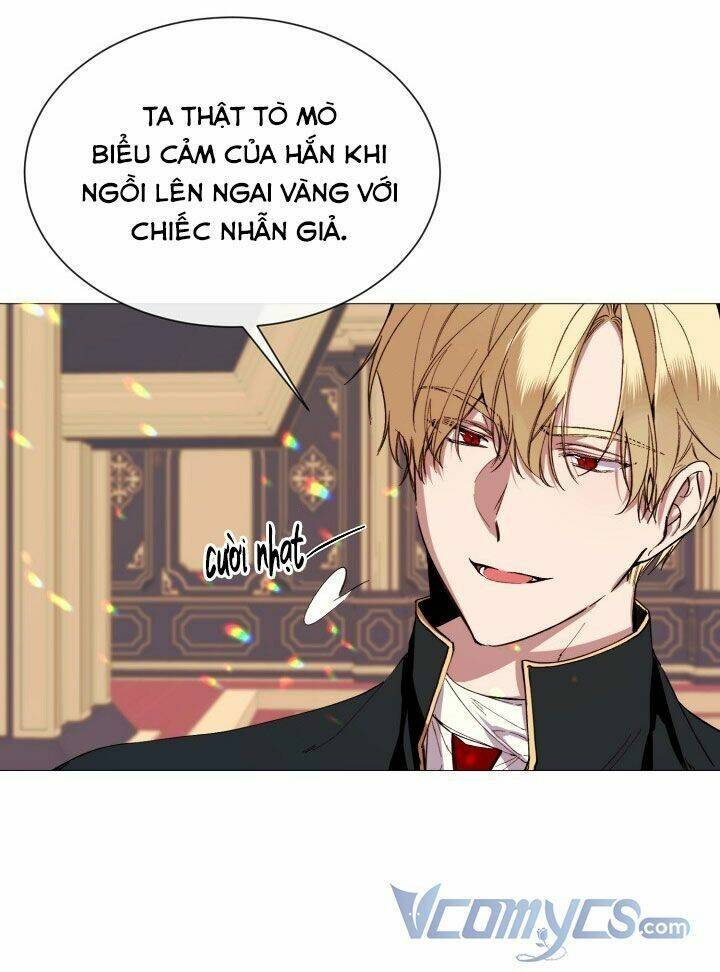 TA THẬT TÒ MÒ
BIỂU CẢM CỦA HẮN KHI
NGỒI LÊN NGAI VÀNG VỚI
CHIẾC NHẪN GIẢ.
cười nhạt
Vcomycs.com